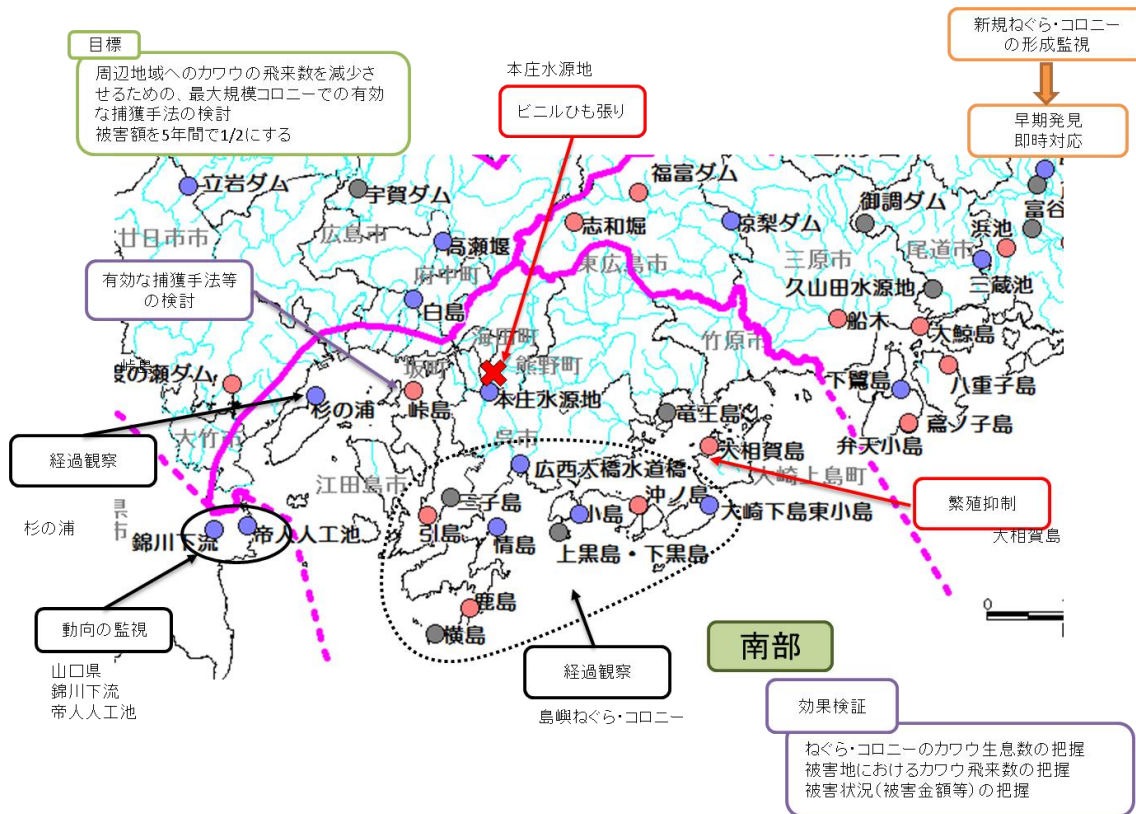 目標
周辺地域へのカワウの飛来数を減少さ
せるための、最大規模コロニーでの有効
な捕獲手法の検討
被害額を5年間で1/2にする
本庄水源地
ビニルひも張り
新規ねぐら・コロニー
の形成監視
早期発見
即時対応
立岩ダム
宇賀ダム
福富ダム
志和堀
椋梨ダム
御調ダム
富谷
浜池
廿日市市
広島市
高瀬堰
府中町
東広島市
三原市
尾道市
三蔵池
久山田水源地
有効な捕獲手法等
の検討
白島
海田町
熊野町
坂町
竹原市
船木
大鯨島
峠島
の瀬ダム
杉の浦
峠島
本庄水源地
竜王島
下鷲島
八重子島
大竹市
呉市
弁天小島
鳶ノ子島
経過観察
広西大橋水道橋
大相賀島
大崎上島町
江田島市
三子島
沖ノ島
繁殖抑制
杉の浦
県
市
錦川下流
帝人人工池
引島
情島
小島
大崎下島東小島
大相賀島
上黒島・下黒島
動向の監視
鹿島
横島
0
山口県
錦川下流
帝人人工池
経過観察
島嶼ねぐら・コロニー
南部
効果検証
ねぐら・コロニーのカワウ生息数の把握
被害地におけるカワウ飛来数の把握
被害状況(被害金額等)の把握